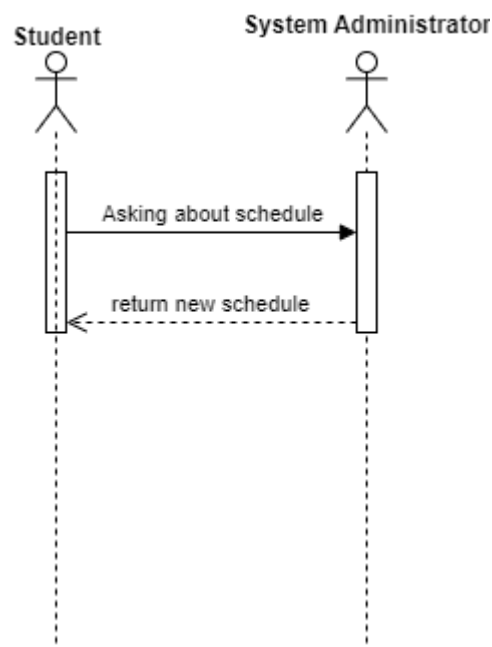 Student
System Administrator
Asking about schedule
return new schedule